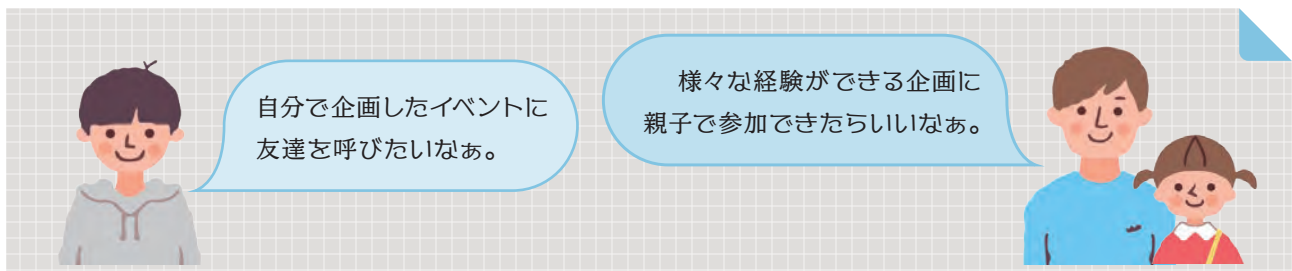 自分で企画したイベントに
友達を呼びたいなぁ。
様々な経験ができる企画に
親子で参加できたらいいなぁ。